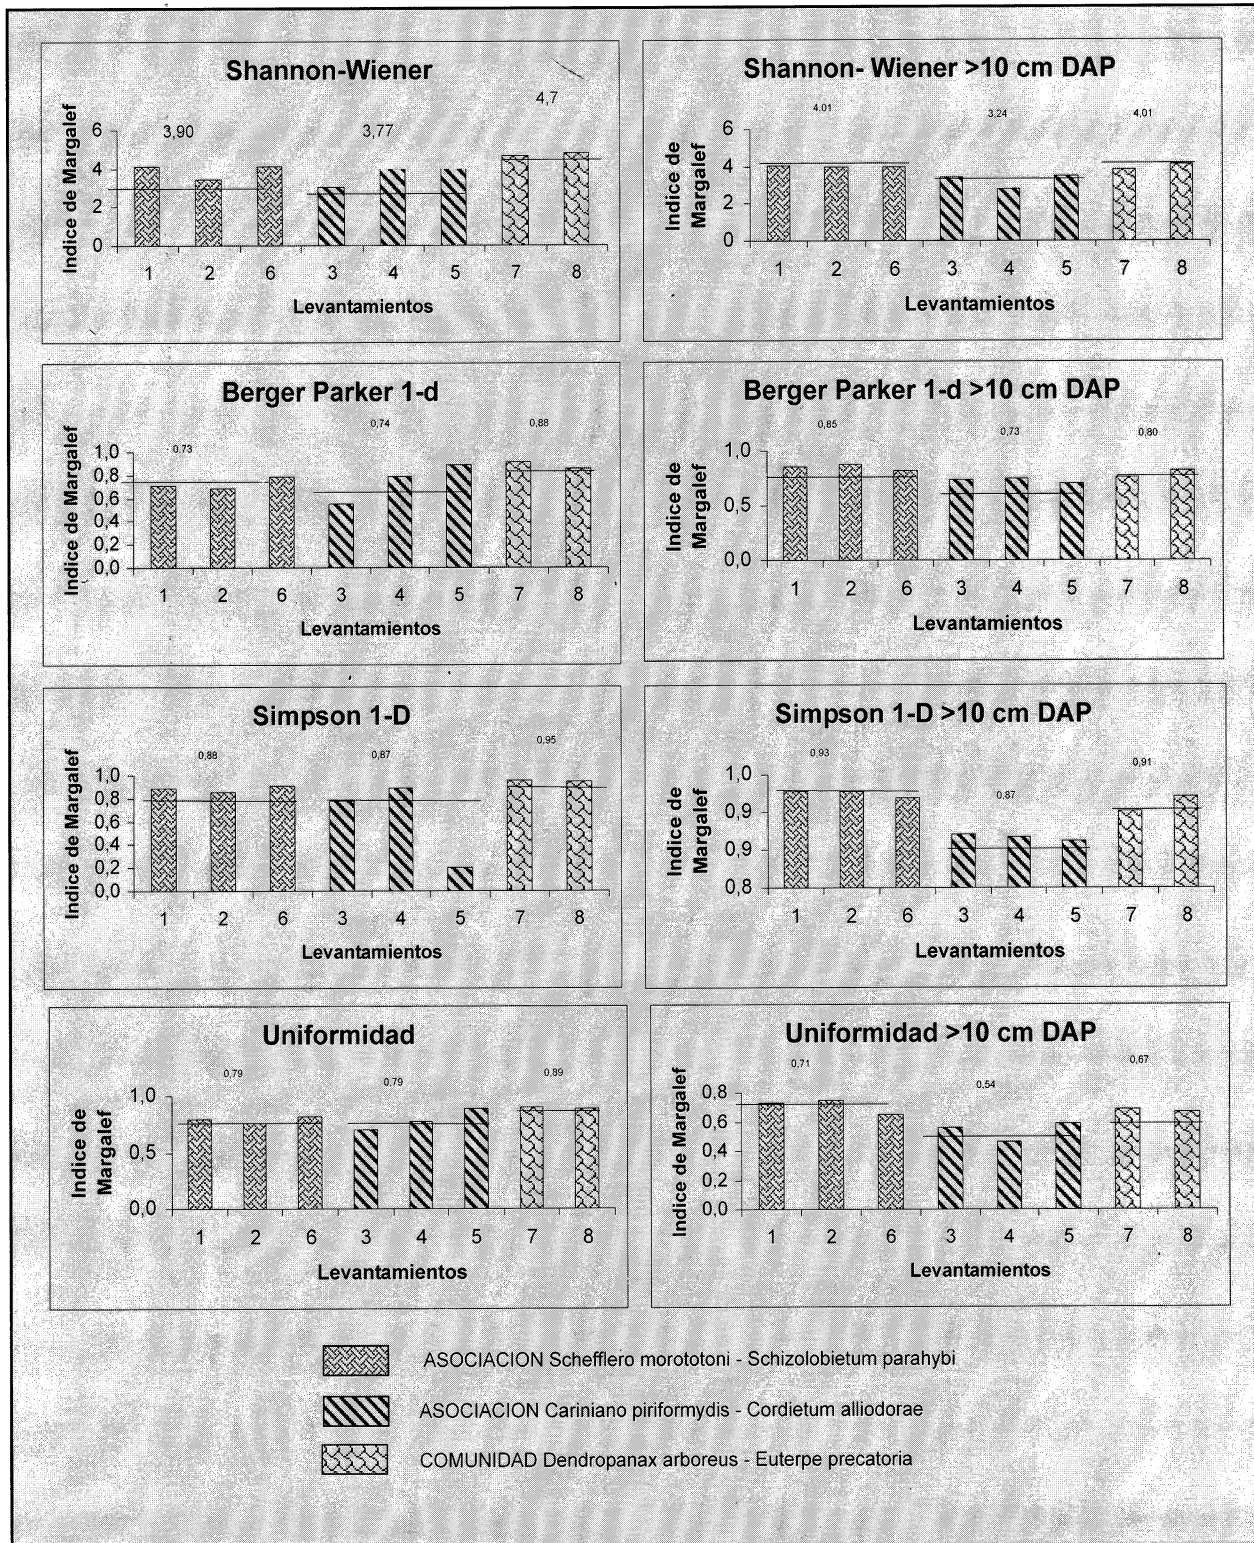 Shannon-Wiener
4,7
3,90
3,77
Indice de Margalef
6
4
2
0
1 2 6 3 4 5 7 8
Levantamientos
Shannon- Wiener >10 cm DAP
4,01
3,24
4,01
Indice de
Margalef
6
4
2
0
1 2 6 3 4 5 7 8
Levantamientos
Berger Parker 1-d
0,73
0,74
0,88
Indice de Margalef
1,0
0,8
0,6
0,4
0,2
0,0
1 2 6 3 4 5 7 8
Levantamientos
Berger Parker 1-d >10 cm DAP
0,85
0,73
0,80
Indice de
Margalef
1,0
0,5
0,0
1 2 6 3 4 5 7 8
Levantamientos
Simpson 1-D
0,88
0,87
0,95
Indice de Margalef
1,0
0,8
0,6
0,4
0,2
0,0
1 2 6 3 4 5 7 8
Levantamientos
Simpson 1-D >10 cm DAP
0,93
0,87
0,91
Indice de
Margalef
1,0
0,9
0,9
0,8
1 2 6 3 4 5 7 8
Levantamientos
Uniformidad
0,79
0,79
0,89
Indice de
Margalef
1,0
0,5
0,0
1 2 6 3 4 5 7 8
Levantamientos
Uniformidad >10 cm DAP
0,71
0,54
0,67
Indice de Margalef
0,8
0,6
0,4
0,2
0,0
1 2 6 3 4 5 7 8
Levantamientos
ASOCIACION Schefflero morototoni - Schizolobietum parahybi
ASOCIACION Cariniano piriformydis - Cordietum alliodorae
COMUNIDAD Dendropanax arboreus - Euterpe precatoria